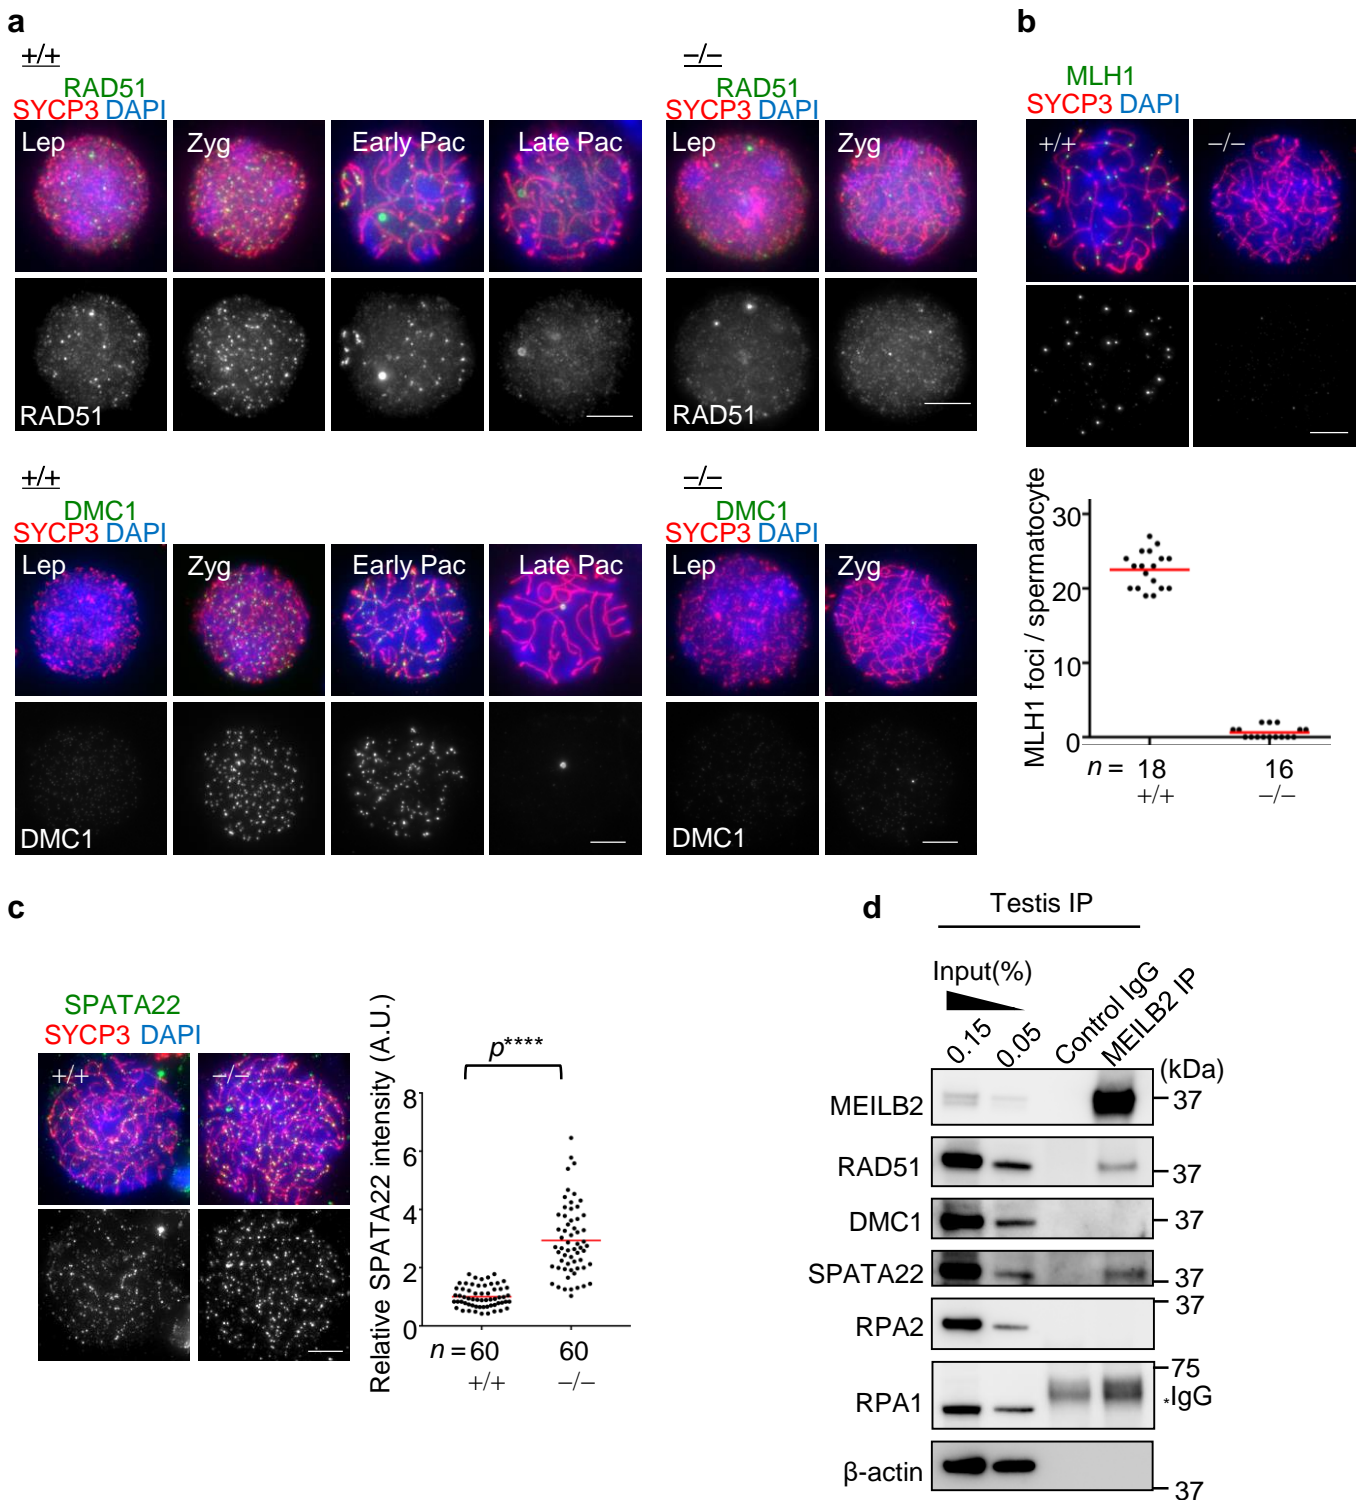 a
+/+
RAD51
SYCP3 DAPI
Lep
Zyg
Early Pac
Late Pac
RAD51
−/−
RAD51
SYCP3 DAPI
Lep
Zyg
RAD51
+/+
DMC1
SYCP3 DAPI
Lep
Zyg
Early Pac
Late Pac
DMC1
−/−
DMC1
SYCP3 DAPI
Lep
Zyg
DMC1
b
MLH1
SYCP3 DAPI
+/+
−/−
MLH1 foci / spermatocyte
30
20
10
0
n = 18 16
+/+ −/−
c
SPATA22
SYCP3 DAPI
+/+
−/−
Relative SPATA22 intensity (A.U.)
p****
8
6
4
2
0
n = 60 60
+/+ −/−
d
Testis IP
Input(%)
0.15
0.05
Control IgG
MEILB2 IP
(kDa)
MEILB2 37
RAD51 37
DMC1 37
SPATA22 37
RPA2 37
RPA1 75
*IgG
β-actin 37